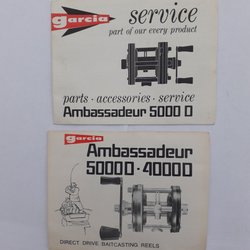 garcia
service
part of our every product
parts · accessories · service
Ambassadeur 5000 D
garcia
Ambassadeur
5000D · 4000D
DIRECT DRIVE BAITCASTING REELS